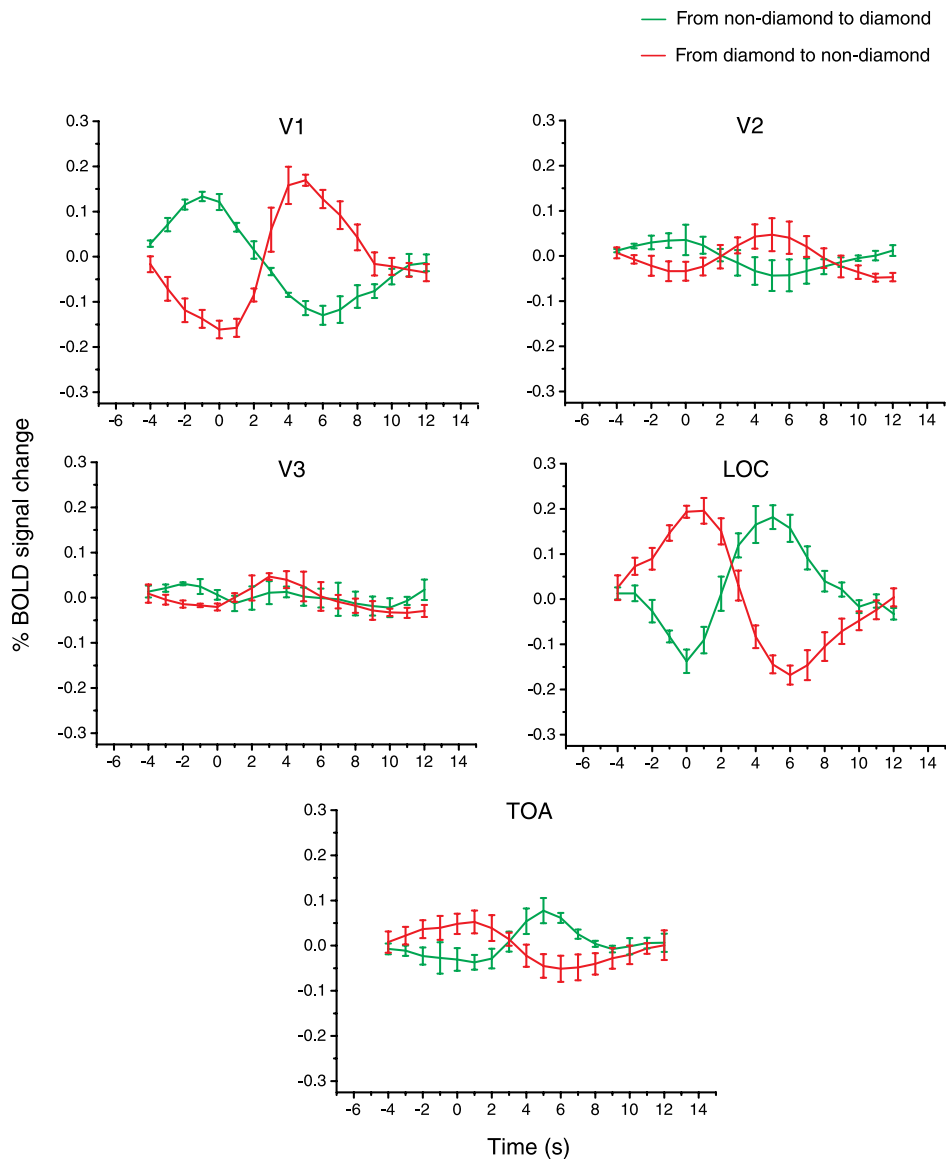 From non-diamond to diamond
From diamond to non-diamond
V1
0.3
0.2
0.1
0.0
-0.1
-0.2
-0.3
-6 -4 -2 0 2 4 6 8 10 12 14
V2
0.3
0.2
0.1
0.0
-0.1
-0.2
-0.3
-6 -4 -2 0 2 4 6 8 10 12 14
% BOLD signal change
V3
0.3
0.2
0.1
0.0
-0.1
-0.2
-0.3
-6 -4 -2 0 2 4 6 8 10 12 14
LOC
0.3
0.2
0.1
0.0
-0.1
-0.2
-0.3
-6 -4 -2 0 2 4 6 8 10 12 14
TOA
0.3
0.2
0.1
0.0
-0.1
-0.2
-0.3
-6 -4 -2 0 2 4 6 8 10 12 14
Time (s)